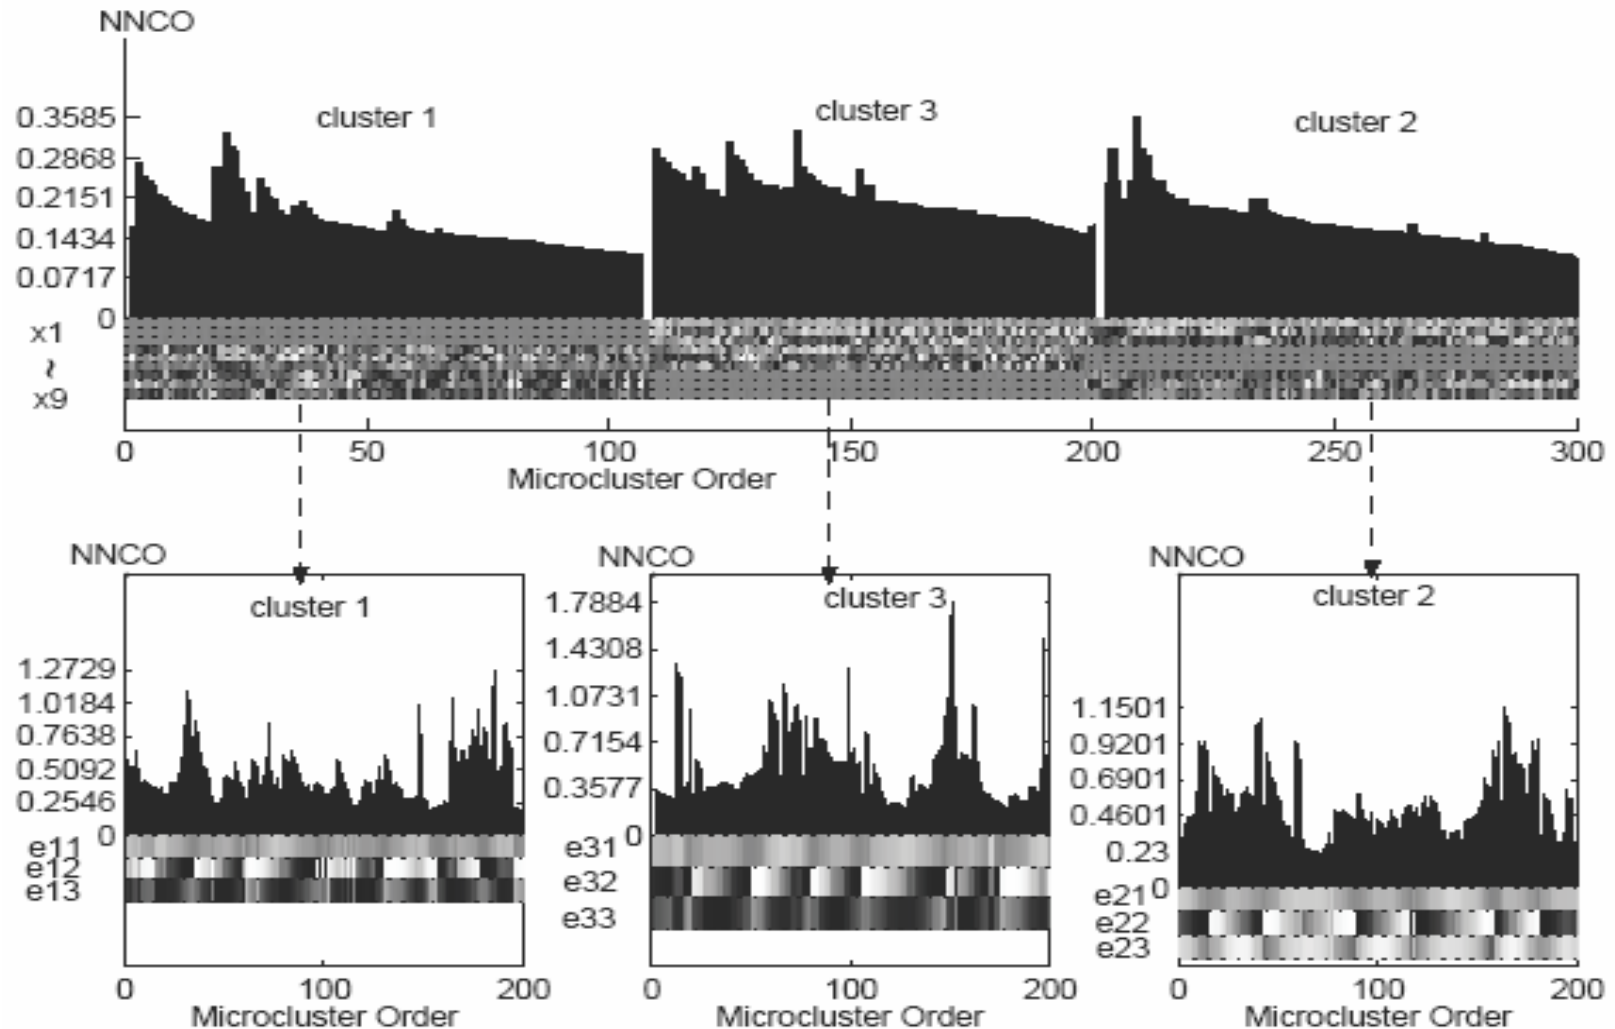 NNCO
cluster 1
cluster 3
cluster 2
0.3585
0.2868
0.2151
0.1434
0.0717
0
x1
~
x9
0 50 100 150 200 250 300
Microcluster Order
NNCO
cluster 1
1.2729
1.0184
0.7638
0.5092
0.2546
0
e11
e12
e13
0 100 200
Microcluster Order
NNCO
cluster 3
1.7884
1.4308
1.0731
0.7154
0.3577
0
e31
e32
e33
0 100 200
Microcluster Order
NNCO
cluster 2
1.1501
0.9201
0.6901
0.4601
0.23
0
e21
e22
e23
0 100 200
Microcluster Order